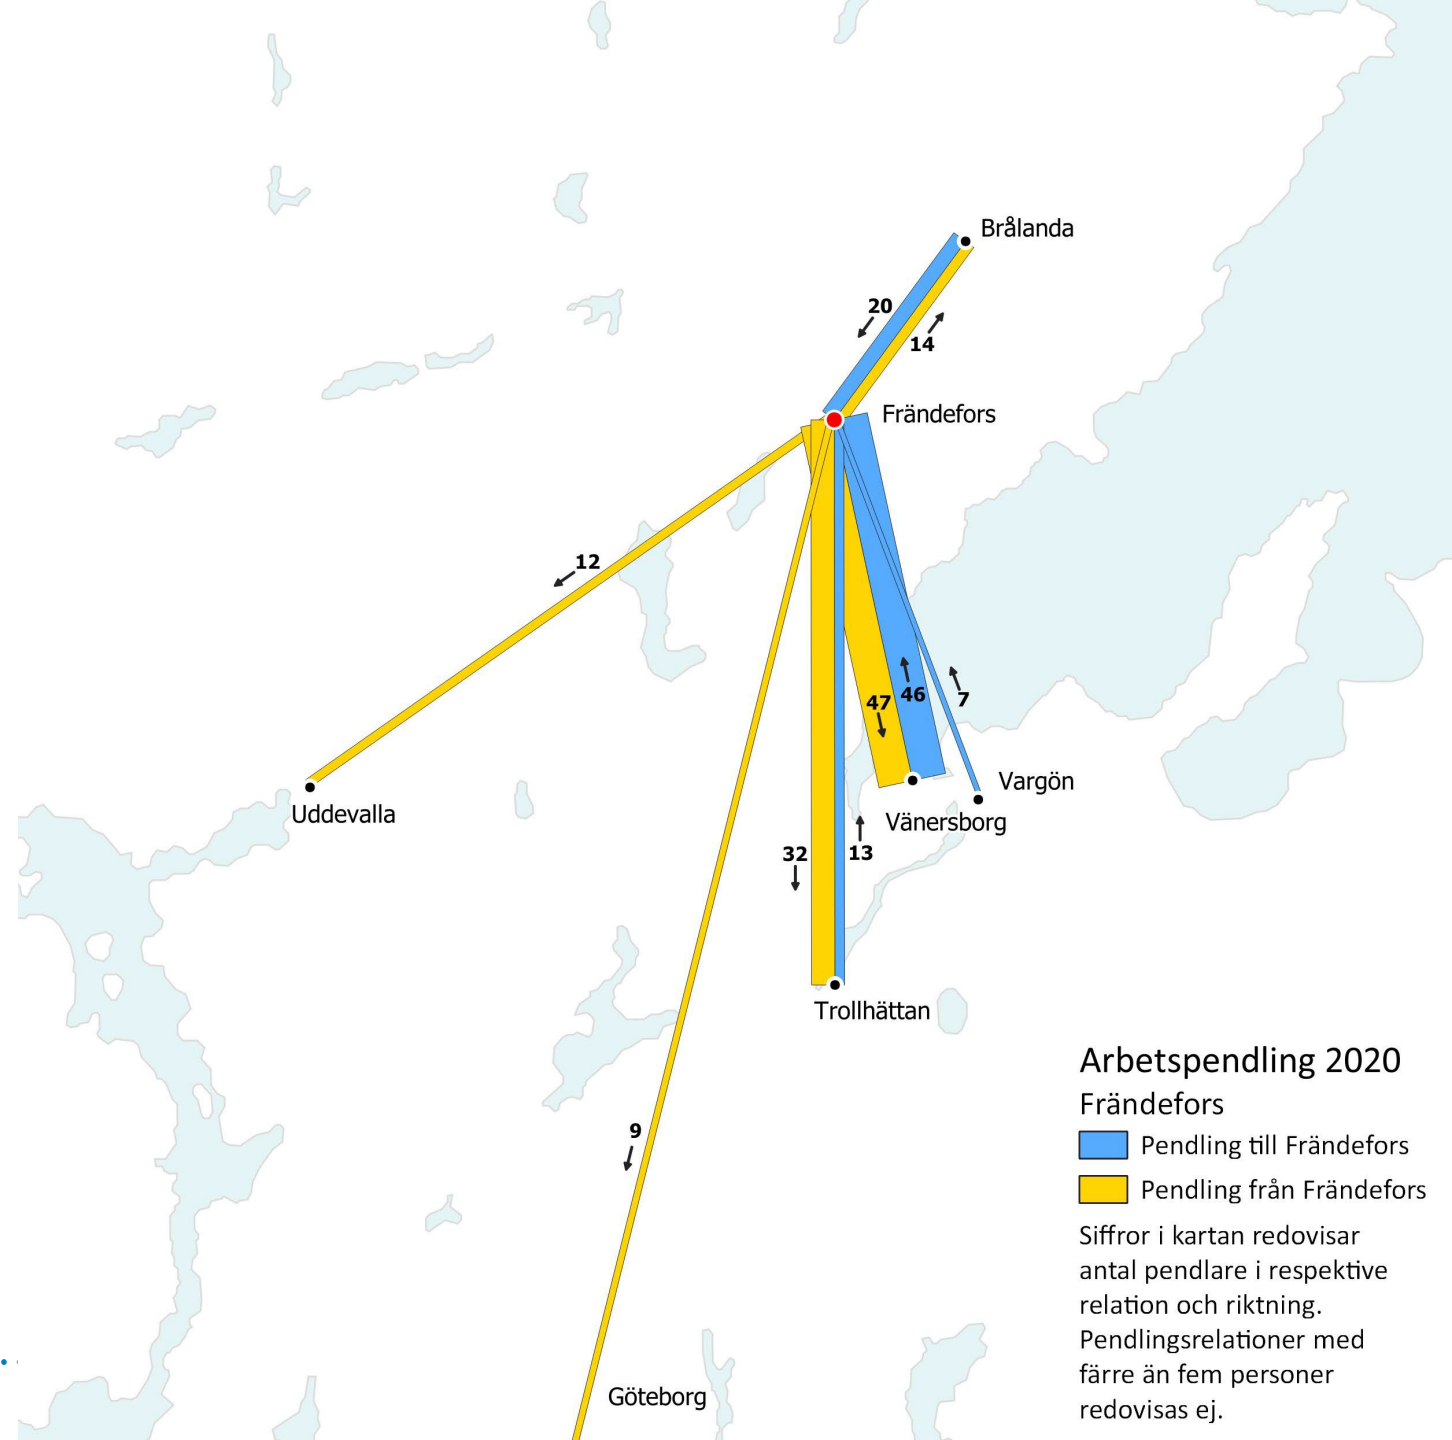 Brålanda
20
14
Frändefors
12
47
46
7
Vargön
Uddevalla
Vänersborg
32
13
Trollhättan
9
Göteborg
Arbetspendling 2020
Frändefors
Pendling till Frändefors
Pendling från Frändefors
Siffror i kartan redovisar
antal pendlare i respektive
relation och riktning.
Pendlingsrelationer med
färre än fem personer
redovisas ej.